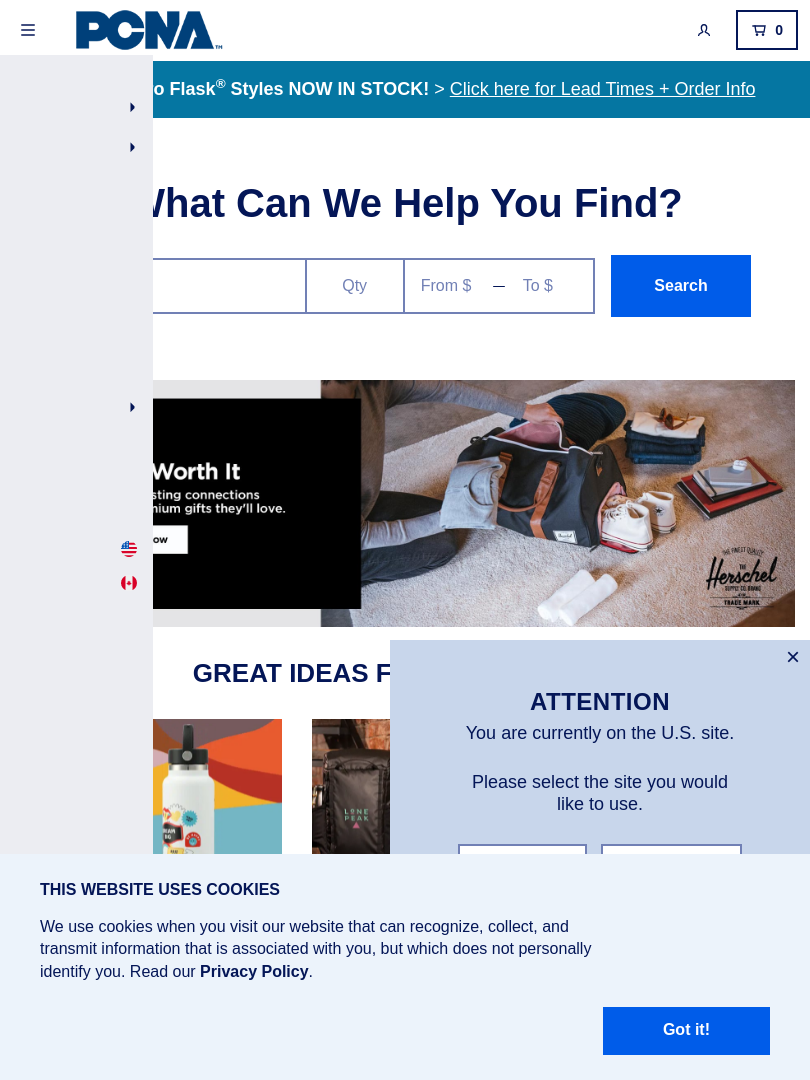 PCNA™
0
Flask® Styles NOW IN STOCK! > Click here for Lead Times + Order Info
What Can We Help You Find?
Qty
From $ — To $
Search
Worth It
connections
gifts they'll love.
THE FINEST QUALITY
THE
Herschel
SUPPLY CO. BRAND
TRADE MARK
GREAT IDEAS
×
ATTENTION
You are currently on the U.S. site.
Please select the site you would
like to use.
LONE
PEAK
THIS WEBSITE USES COOKIES
We use cookies when you visit our website that can recognize, collect, and
transmit information that is associated with you, but which does not personally
identify you. Read our Privacy Policy.
Got it!